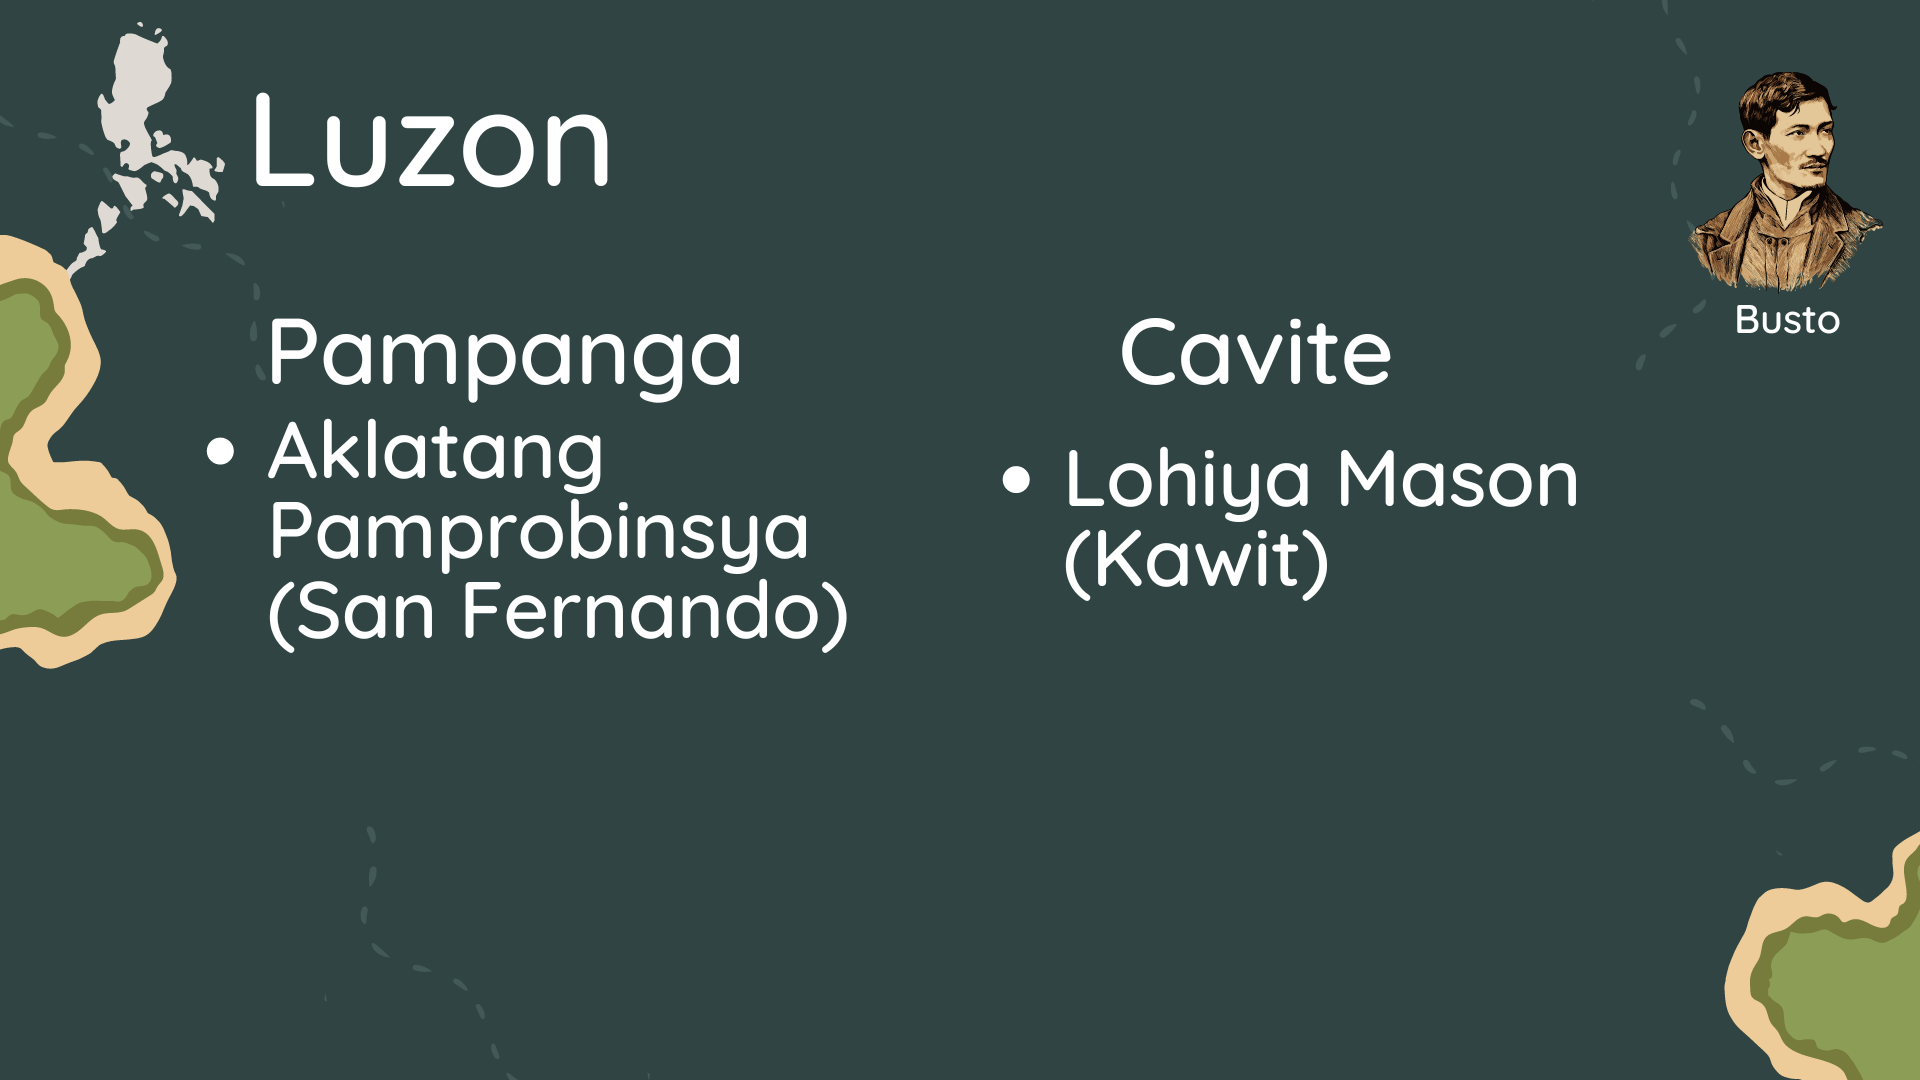 Luzon
Busto
Pampanga
Aklatang
Pamprobinsya
(San Fernando)
Cavite
Lohiya Mason
(Kawit)